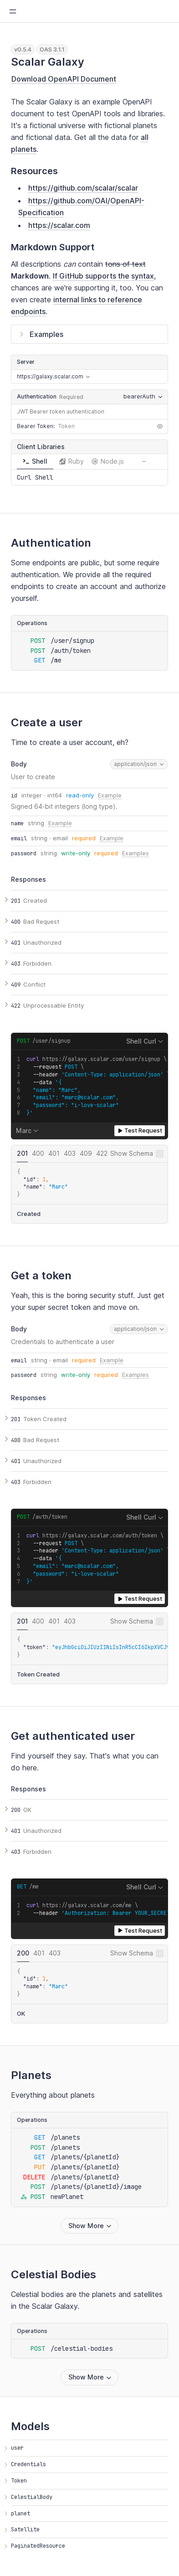 v0.5.4 OAS 3.1.1
Scalar Galaxy
Download OpenAPI Document
The Scalar Galaxy is an example OpenAPI
document to test OpenAPI tools and libraries.
It's a fictional universe with fictional planets
and fictional data. Get all the data for all
planets.
Resources
• https://github.com/scalar/scalar
• https://github.com/OAI/OpenAPI-
Specification
• https://scalar.com
Markdown Support
All descriptions can contain tons of text
Markdown. If GitHub supports the syntax,
chances are we're supporting it, too. You can
even create internal links to reference
endpoints.
Examples
Server
https://galaxy.scalar.com
Authentication Required bearerAuth
JWT Bearer token authentication
Bearer Token: Token
Client Libraries
Shell Ruby Node.js
Curl Shell
Authentication
Some endpoints are public, but some require
authentication. We provide all the required
endpoints to create an account and authorize
yourself.
Operations
POST /user/signup
POST /auth/token
GET /me
Create a user
Time to create a user account, eh?
Body application/json
User to create
id integer · int64 read-only Example
Signed 64-bit integers (long type).
name string Example
email string · email required Example
password string write-only required Examples
Responses
201 Created
400 Bad Request
401 Unauthorized
403 Forbidden
409 Conflict
422 Unprocessable Entity
POST /user/signup Shell Curl
1 curl https://galaxy.scalar.com/user/signup \
2 --request POST \
3 --header 'Content-Type: application/json'
4 --data '{
5 "name": "Marc",
6 "email": "marc@scalar.com",
7 "password": "i-love-scalar"
8 }'
Marc Test Request
201 400 401 403 409 422 Show Schema
{
"id": 1,
"name": "Marc"
}
Created
Get a token
Yeah, this is the boring security stuff. Just get
your super secret token and move on.
Body application/json
Credentials to authenticate a user
email string · email required Example
password string write-only required Examples
Responses
201 Token Created
400 Bad Request
401 Unauthorized
403 Forbidden
POST /auth/token Shell Curl
1 curl https://galaxy.scalar.com/auth/token \
2 --request POST \
3 --header 'Content-Type: application/json'
4 --data '{
5 "email": "marc@scalar.com",
6 "password": "i-love-scalar"
7 }'
Test Request
201 400 401 403 Show Schema
{
"token": "eyJhbGciOiJIUzI1NiIsInR5cCI6IkpXVCJ9
}
Token Created
Get authenticated user
Find yourself they say. That's what you can
do here.
Responses
200 OK
401 Unauthorized
403 Forbidden
GET /me Shell Curl
1 curl https://galaxy.scalar.com/me \
2 --header 'Authorization: Bearer YOUR_SECRE
Test Request
200 401 403 Show Schema
{
"id": 1,
"name": "Marc"
}
OK
Planets
Everything about planets
Operations
GET /planets
POST /planets
GET /planets/{planetId}
PUT /planets/{planetId}
DELETE /planets/{planetId}
POST /planets/{planetId}/image
POST newPlanet
Show More
Celestial Bodies
Celestial bodies are the planets and satellites
in the Scalar Galaxy.
Operations
POST /celestial-bodies
Show More
Models
user
Credentials
Token
CelestialBody
planet
Satellite
PaginatedResource